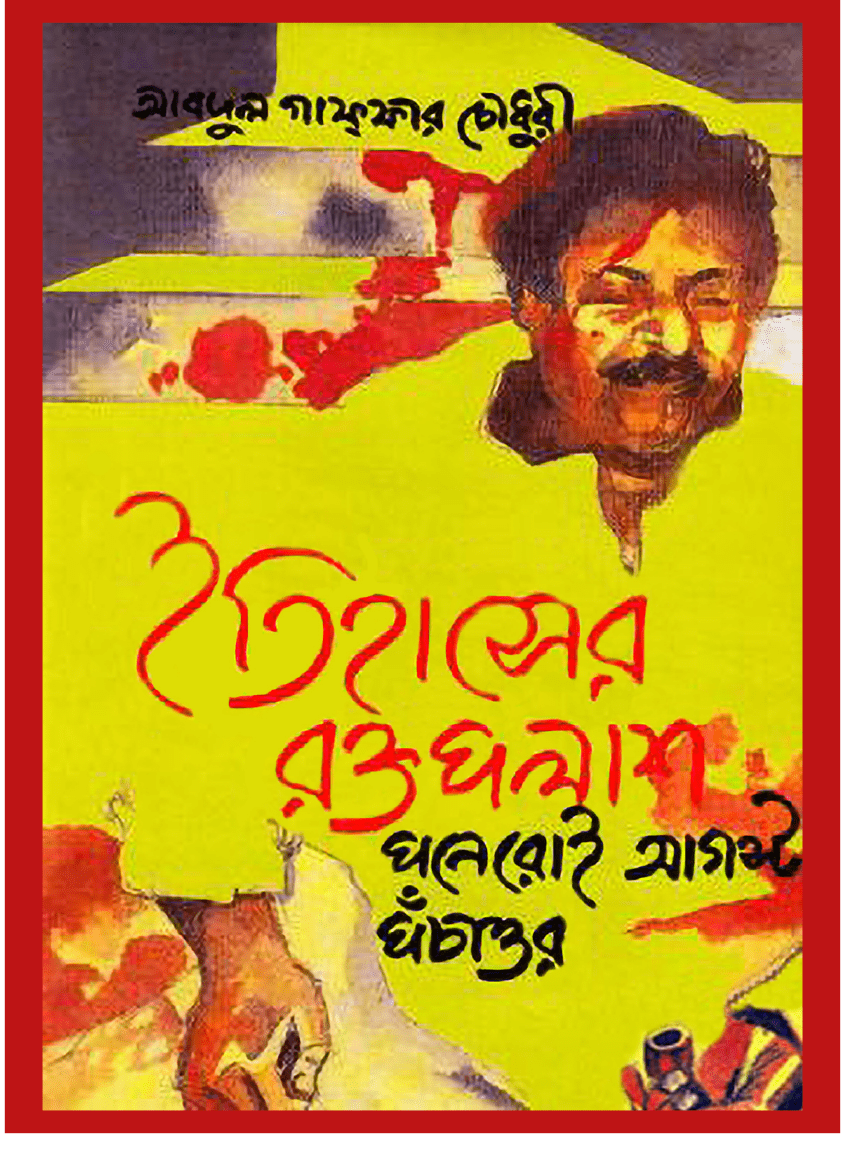 আবদুল গাফ্‌ফার চৌধুরী
ইতিহাসের
রক্তপলাশ
পনেরোই আগস্ট
পঁচাত্তর